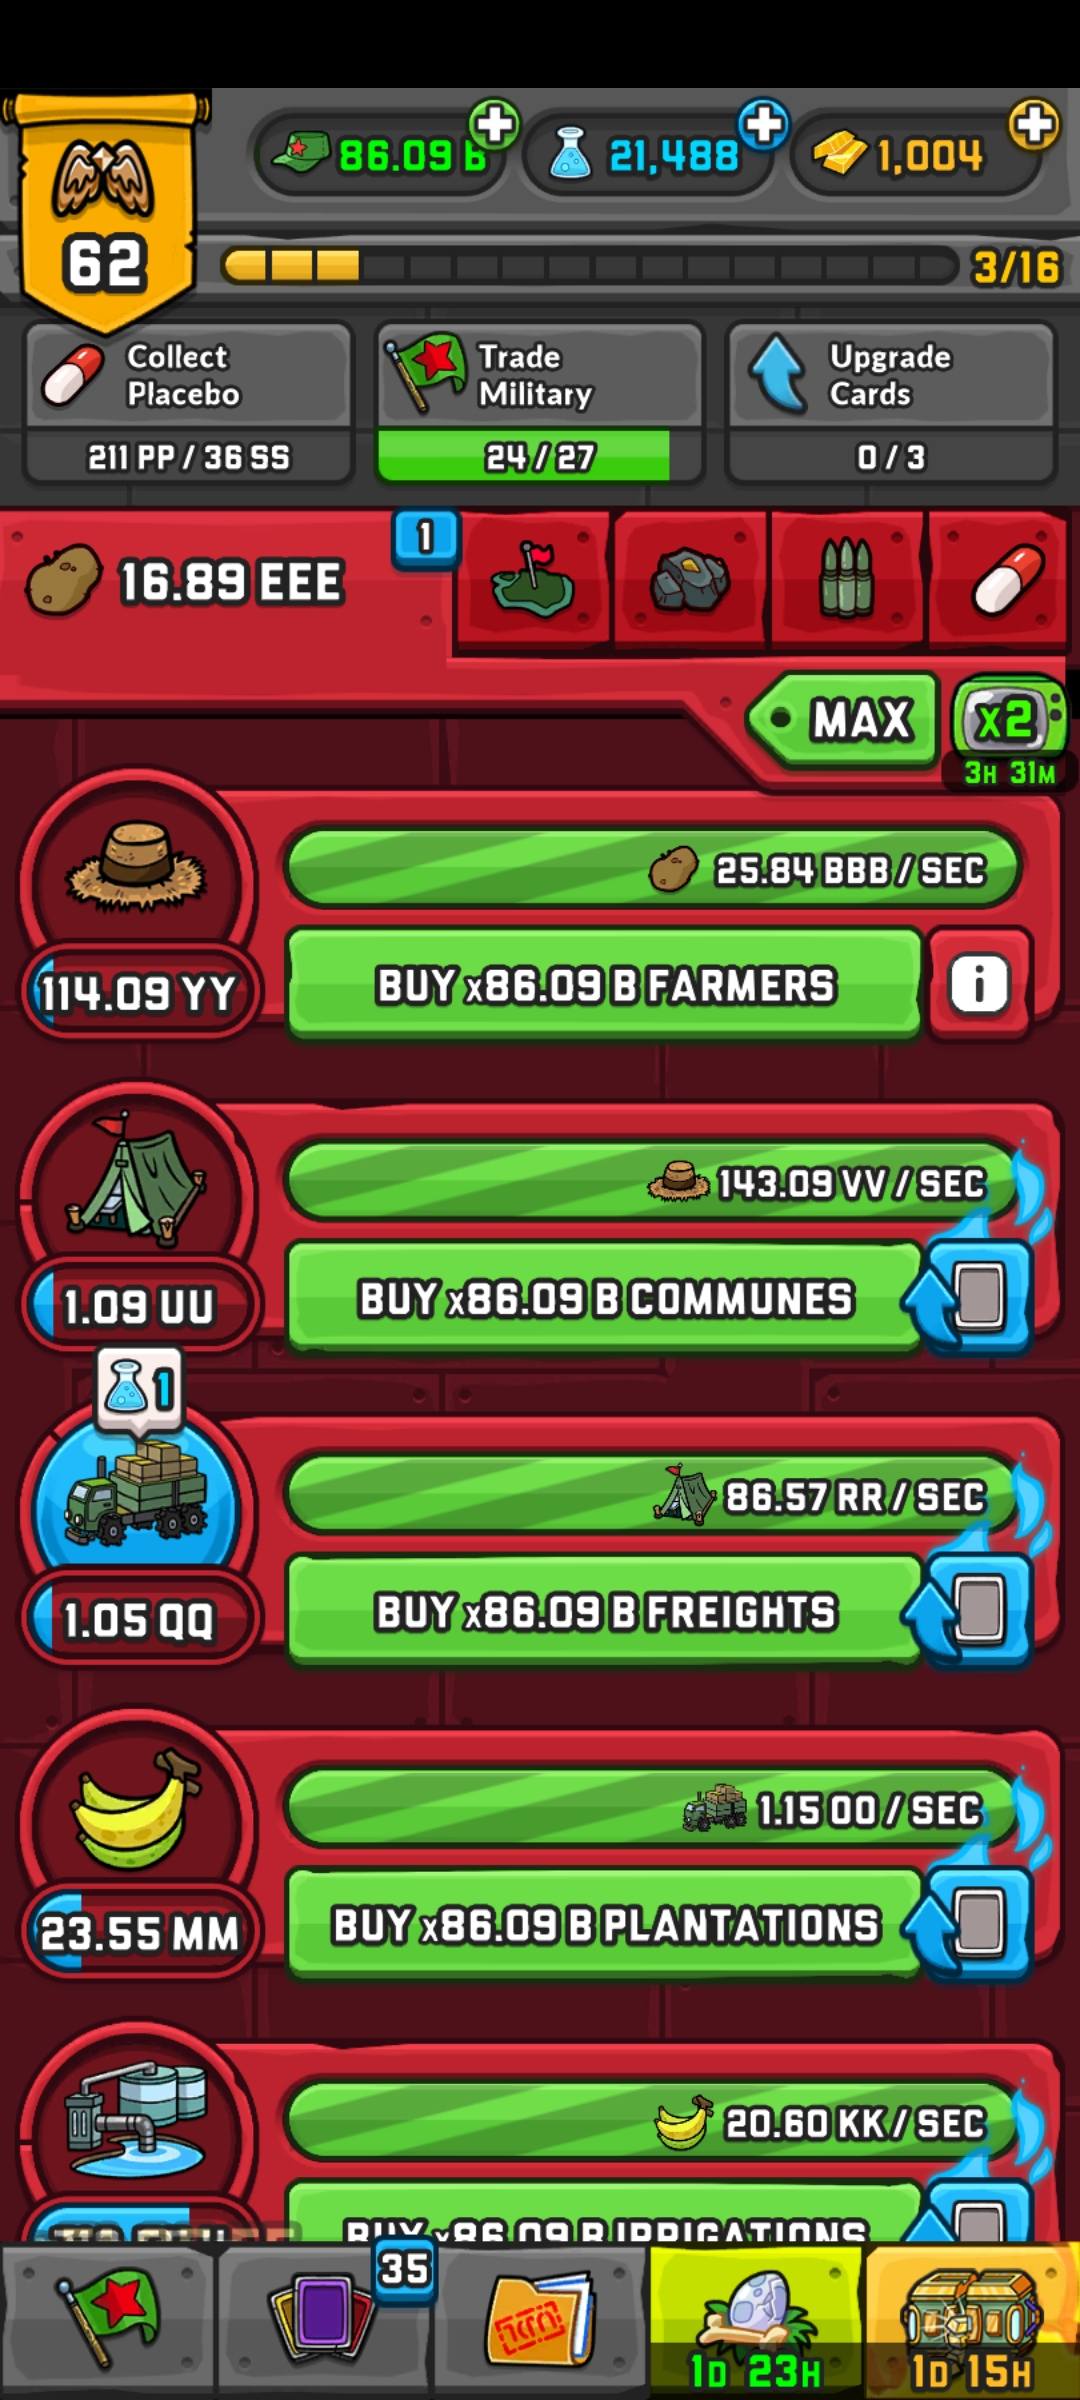 86.09 B
21,488
1,004
62
3/16
Collect
Placebo
211 PP / 36 SS
Trade
Military
24 / 27
Upgrade
Cards
0 / 3
16.89 EEE
1
MAX
x2
3H 31M
25.84 BBB / SEC
114.09 YY
BUY x86.09 B FARMERS
i
143.09 VV / SEC
1.09 UU
BUY x86.09 B COMMUNES
1
86.57 RR / SEC
1.05 QQ
BUY x86.09 B FREIGHTS
1.15 OO / SEC
23.55 MM
BUY x86.09 B PLANTATIONS
20.60 KK / SEC
BUY x86.09 B IRRIGATIONS
35
1D 23H
1D 15H